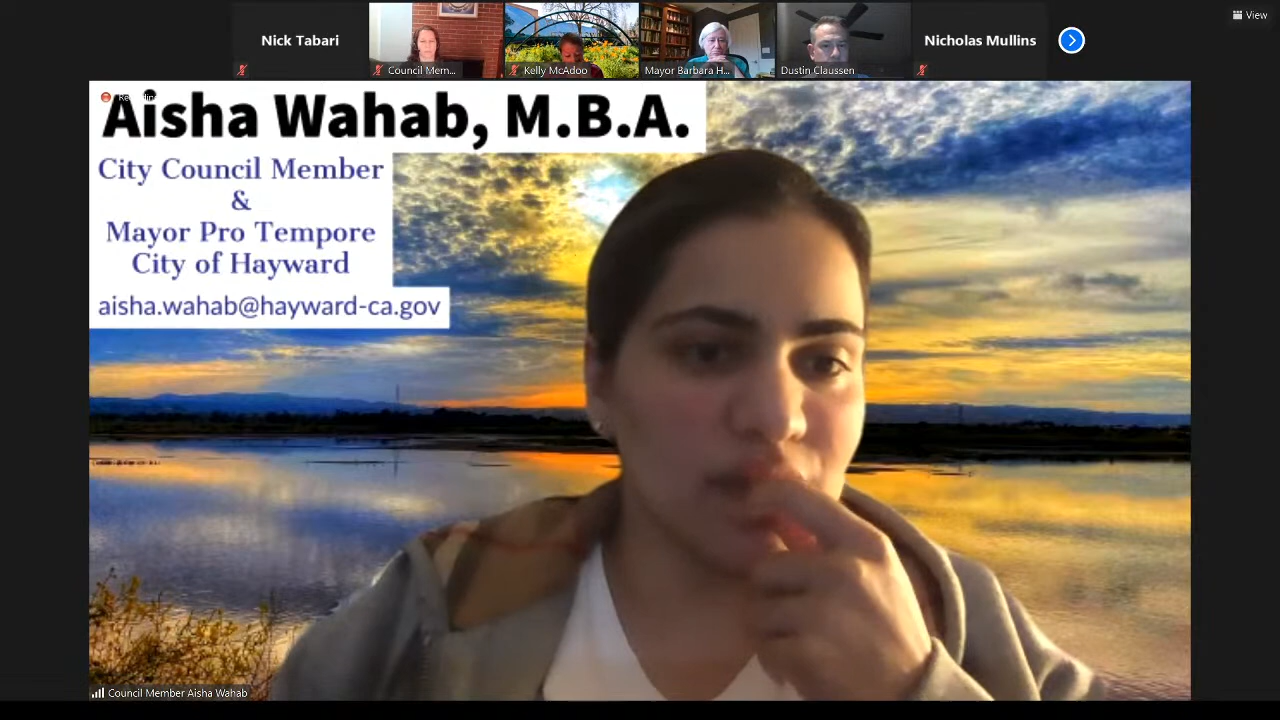 Nick Tabari
Council Mem...
Kelly McAdoo
Mayor Barbara H...
Dustin Claussen
Nicholas Mullins
View
Aisha Wahab, M.B.A.
City Council Member
&
Mayor Pro Tempore
City of Hayward
aisha.wahab@hayward-ca.gov
Council Member Aisha Wahab